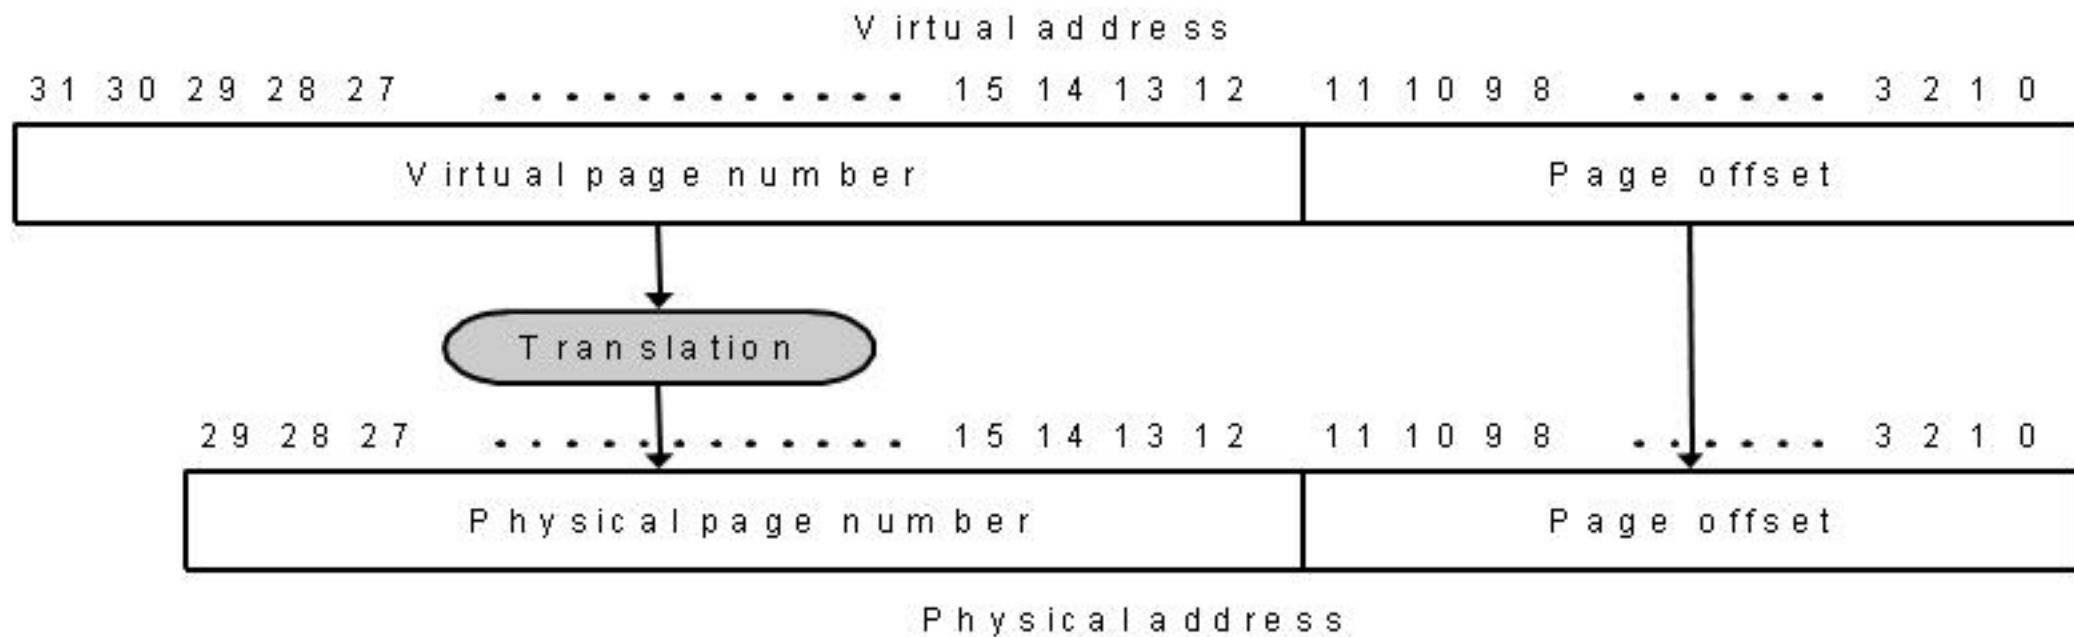 Virtual address
31 30 29 28 27 ............ 15 14 13 12 11 10 9 8 ...... 3 2 1 0
Virtual page number Page offset
Translation
29 28 27 ............ 15 14 13 12 11 10 9 8 ...... 3 2 1 0
Physical page number Page offset
Physical address